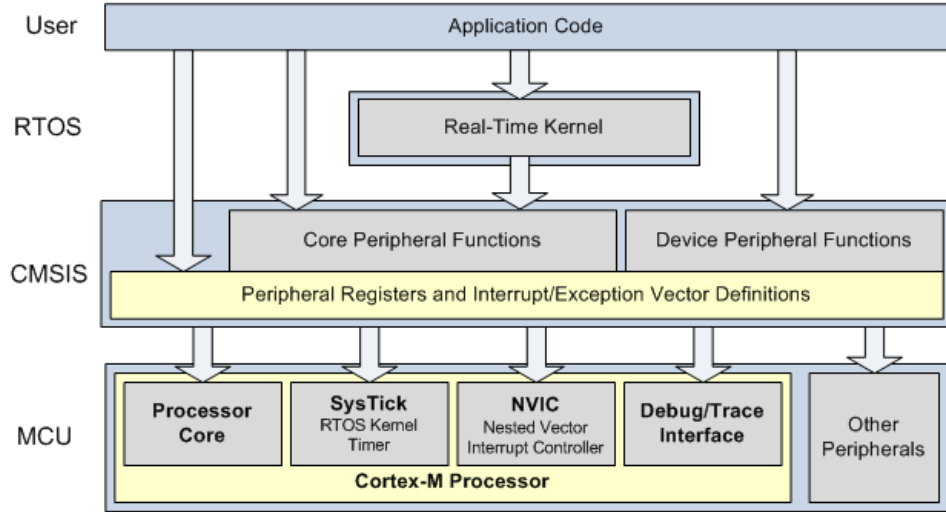 User
Application Code
RTOS
Real-Time Kernel
Core Peripheral Functions
Device Peripheral Functions
CMSIS
Peripheral Registers and Interrupt/Exception Vector Definitions
MCU
Processor
Core
SysTick
RTOS Kernel
Timer
NVIC
Nested Vector
Interrupt Controller
Debug/Trace
Interface
Other
Peripherals
Cortex-M Processor